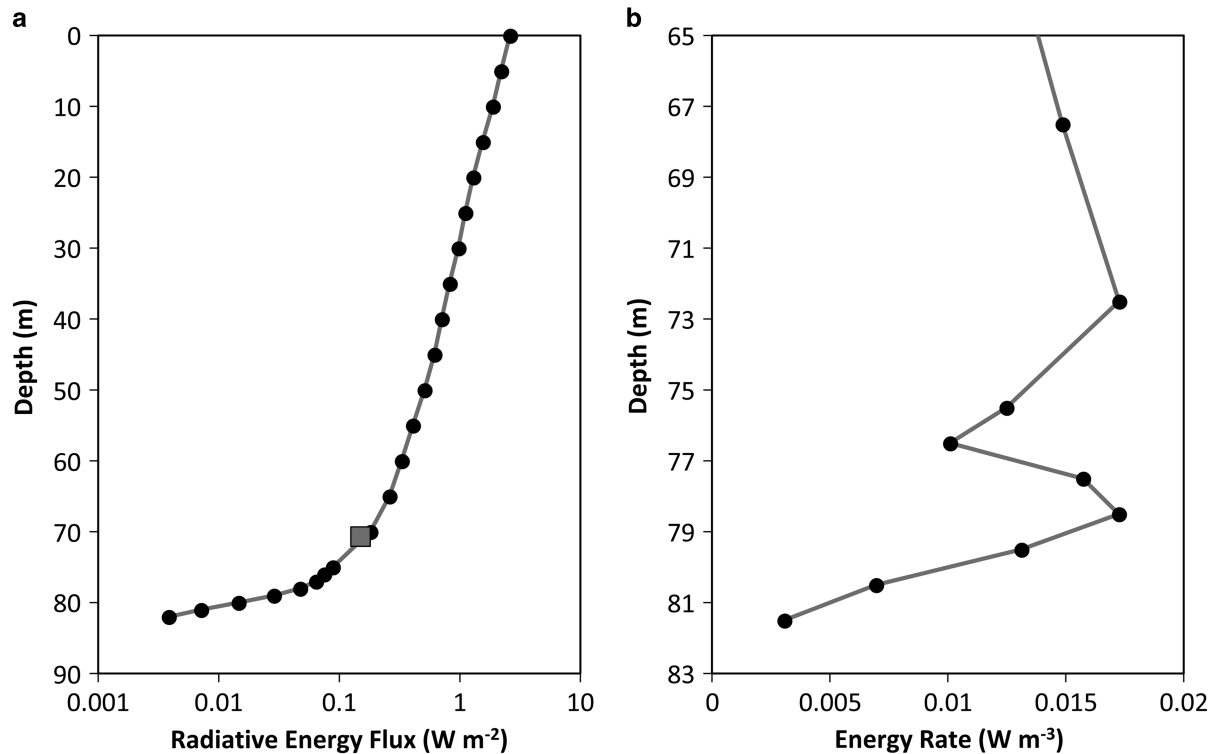 a
0
10
20
30
40
50
60
70
80
90
Depth (m)
0.001 0.01 0.1 1 10
Radiative Energy Flux (W m-2)
b
65
67
69
71
73
75
77
79
81
83
Depth (m)
0 0.005 0.01 0.015 0.02
Energy Rate (W m-3)